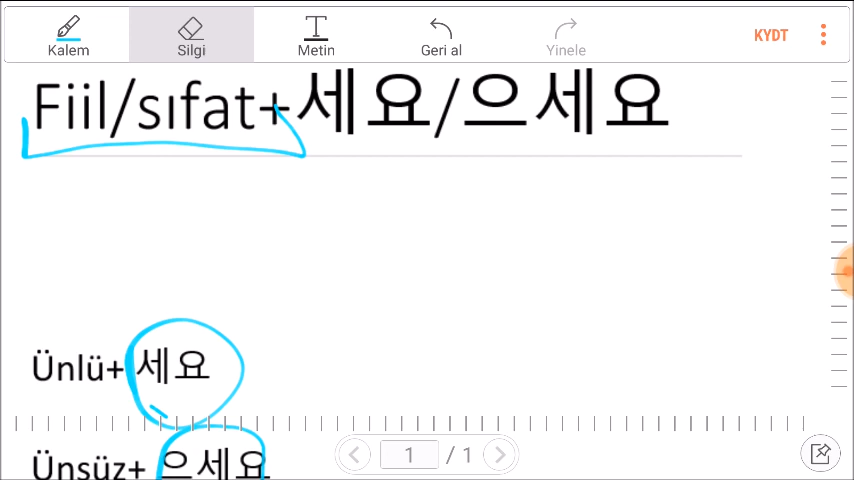 Kalem Silgi Metin Geri al Yinele KYDT
Fiil/sıfat+세요/으세요
Ünlü+ 세요
Ünsüz+ 으세요
1 / 1